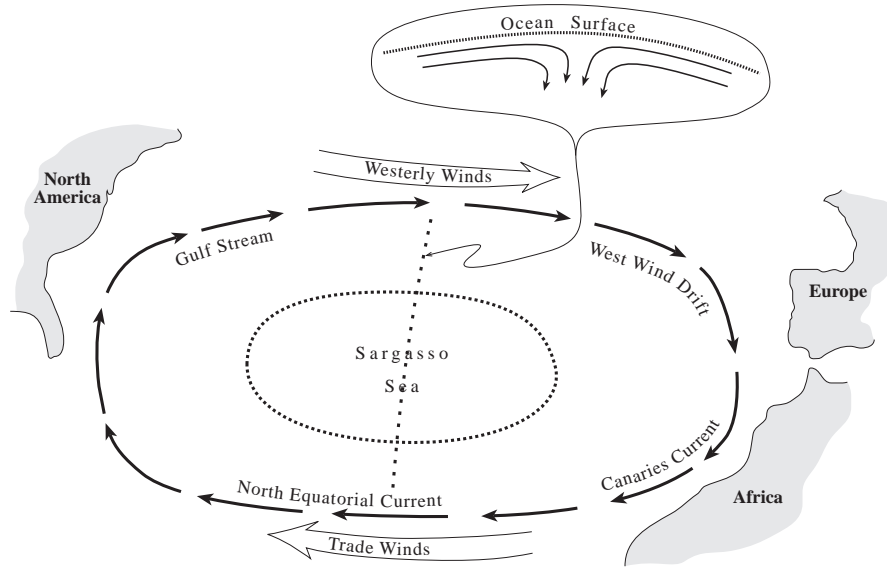 Ocean Surface
Westerly Winds
North
America
Gulf Stream
West Wind Drift
Europe
Sargasso
Sea
Canaries Current
North Equatorial Current
Africa
Trade Winds